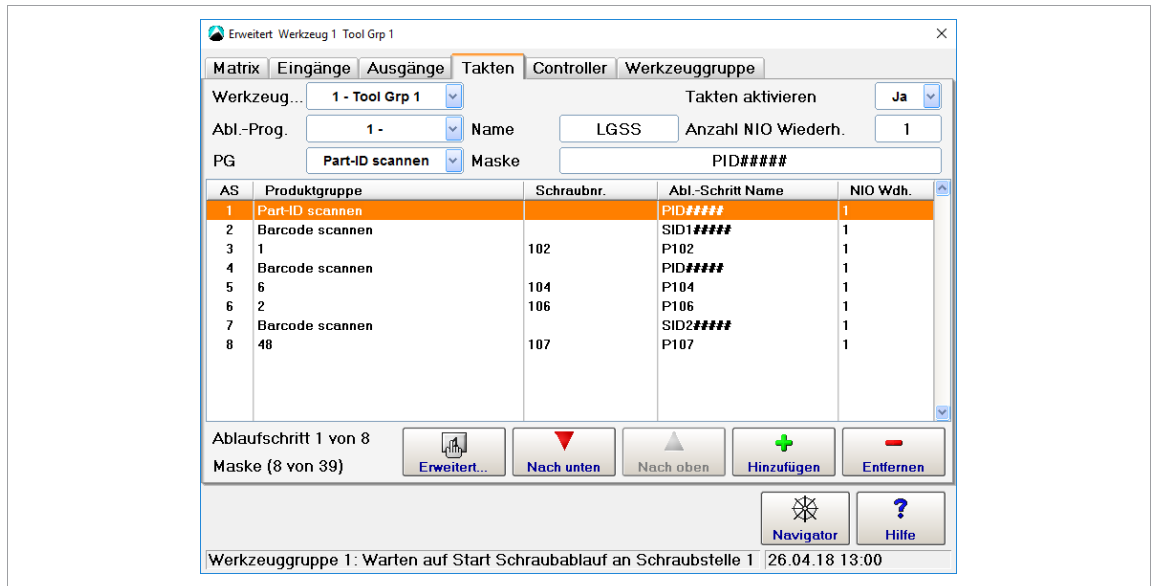 Erweitert Werkzeug 1 Tool Grp 1
Matrix Eingänge Ausgänge Takten Controller Werkzeuggruppe
Werkzeug... 1 - Tool Grp 1 Takten aktivieren Ja
Abl.-Prog. 1 - Name LGSS Anzahl NIO Wiederh. 1
PG Part-ID scannen Maske PID#####
AS Produktgruppe Schraubnr. Abl.-Schritt Name NIO Wdh.
1 Part-ID scannen PID##### 1
2 Barcode scannen SID1##### 1
3 1 102 P102 1
4 Barcode scannen PID##### 1
5 6 104 P104 1
6 2 106 P106 1
7 Barcode scannen SID2##### 1
8 48 107 P107 1
Ablaufschritt 1 von 8
Maske (8 von 39)
Erweitert... Nach unten Nach oben Hinzufügen Entfernen
Navigator Hilfe
Werkzeuggruppe 1: Warten auf Start Schraubablauf an Schraubstelle 1 26.04.18 13:00